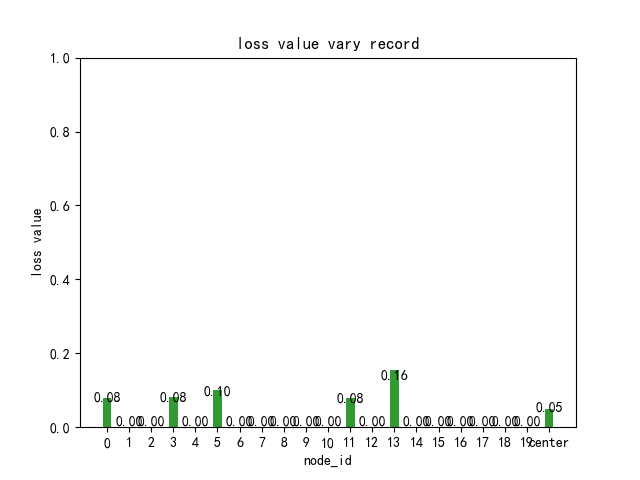 loss value vary record
1.0
0.8
0.6
0.4
0.2
0.0
loss value
0.08 0.00 0.00 0.08 0.00 0.10 0.00 0.00 0.00 0.00 0.00 0.08 0.00 0.16 0.00 0.00 0.00 0.00 0.00 0.00 0.05
0 1 2 3 4 5 6 7 8 9 10 11 12 13 14 15 16 17 18 19 center
node_id